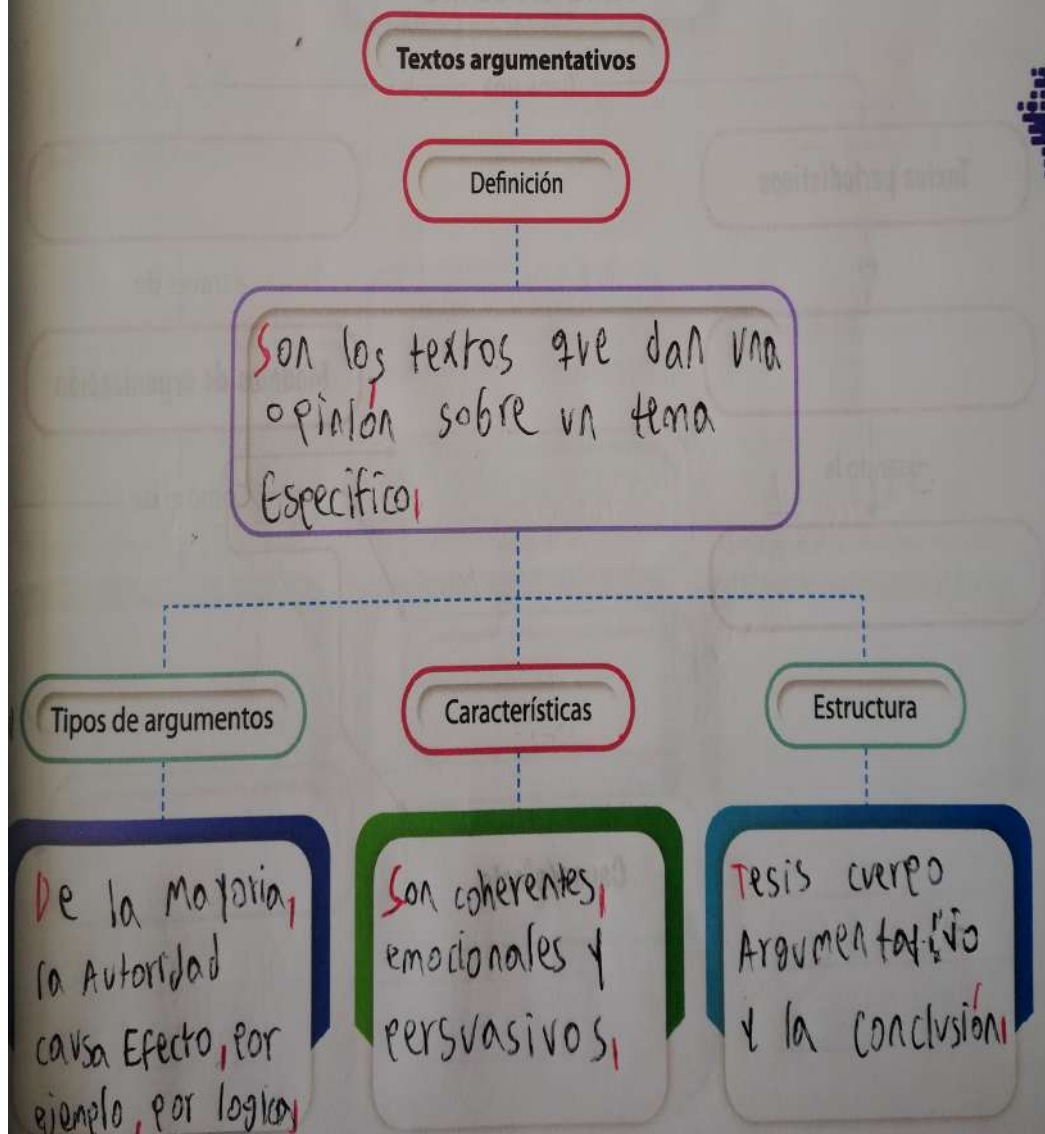 Textos argumentativos
Definición
Son los textos que dan una
opinión sobre un tema
Específico,
Tipos de argumentos
Características
Estructura
De la Mayoria,
la Autoridad
causa Efecto, por
ejemplo, por logica,
Son coherentes,
emocionales y
persuasivos,
Tesis cuerpo
Argumentativo
y la conclusión,